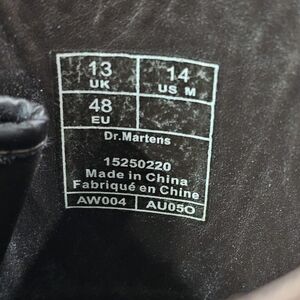 13 14
UK US M
48
EU
Dr.Martens
15250220
Made in China
Fabriqué en Chine
AW004 AU05O